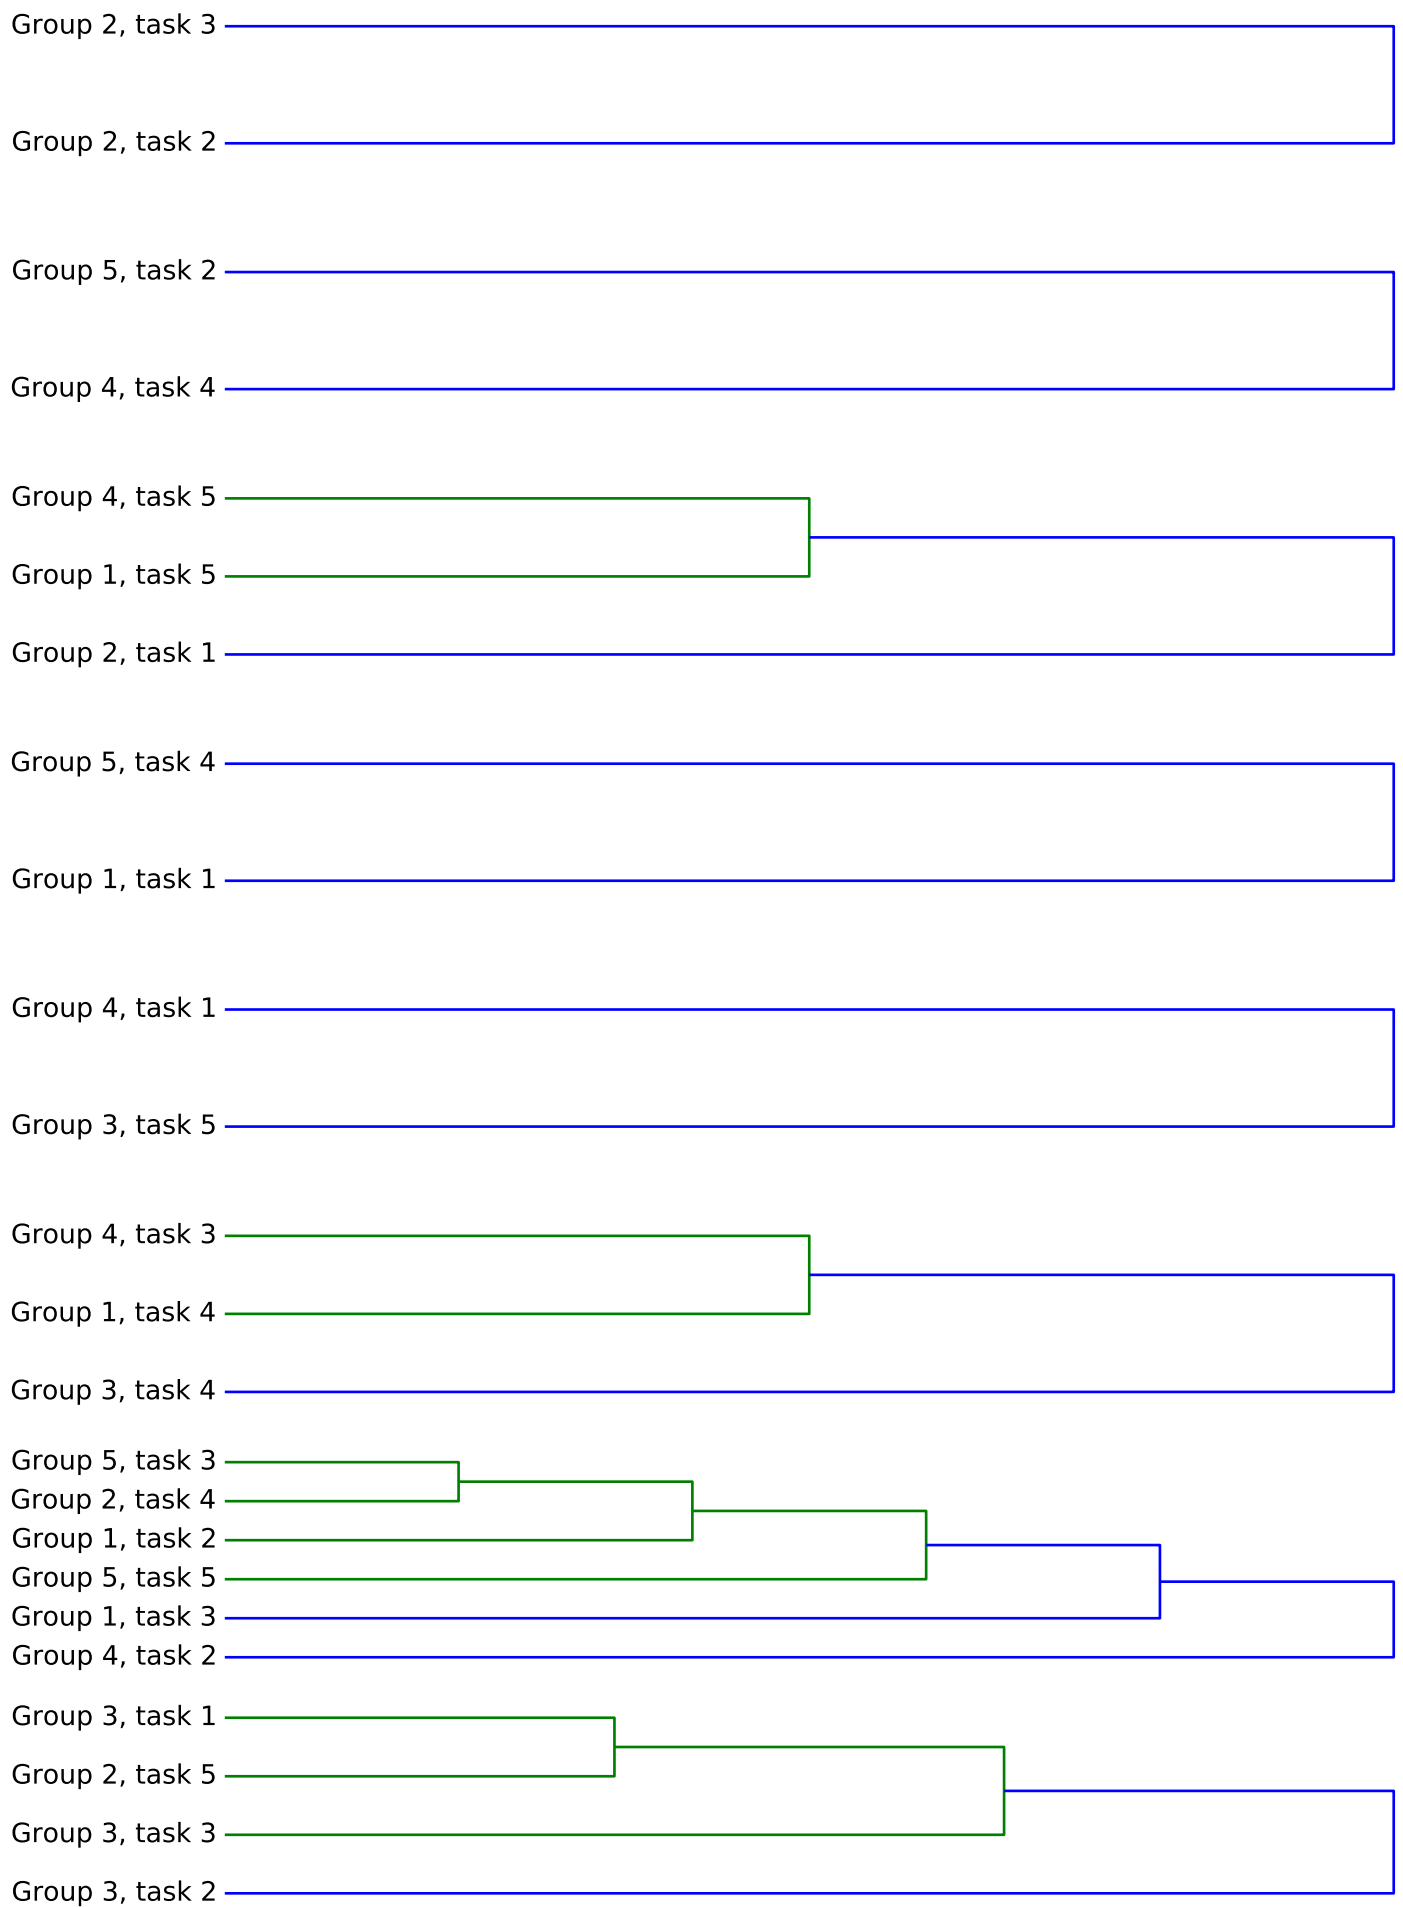 Group 2, task 3
Group 2, task 2
Group 5, task 2
Group 4, task 4
Group 4, task 5
Group 1, task 5
Group 2, task 1
Group 5, task 4
Group 1, task 1
Group 4, task 1
Group 3, task 5
Group 4, task 3
Group 1, task 4
Group 3, task 4
Group 5, task 3
Group 2, task 4
Group 1, task 2
Group 5, task 5
Group 1, task 3
Group 4, task 2
Group 3, task 1
Group 2, task 5
Group 3, task 3
Group 3, task 2